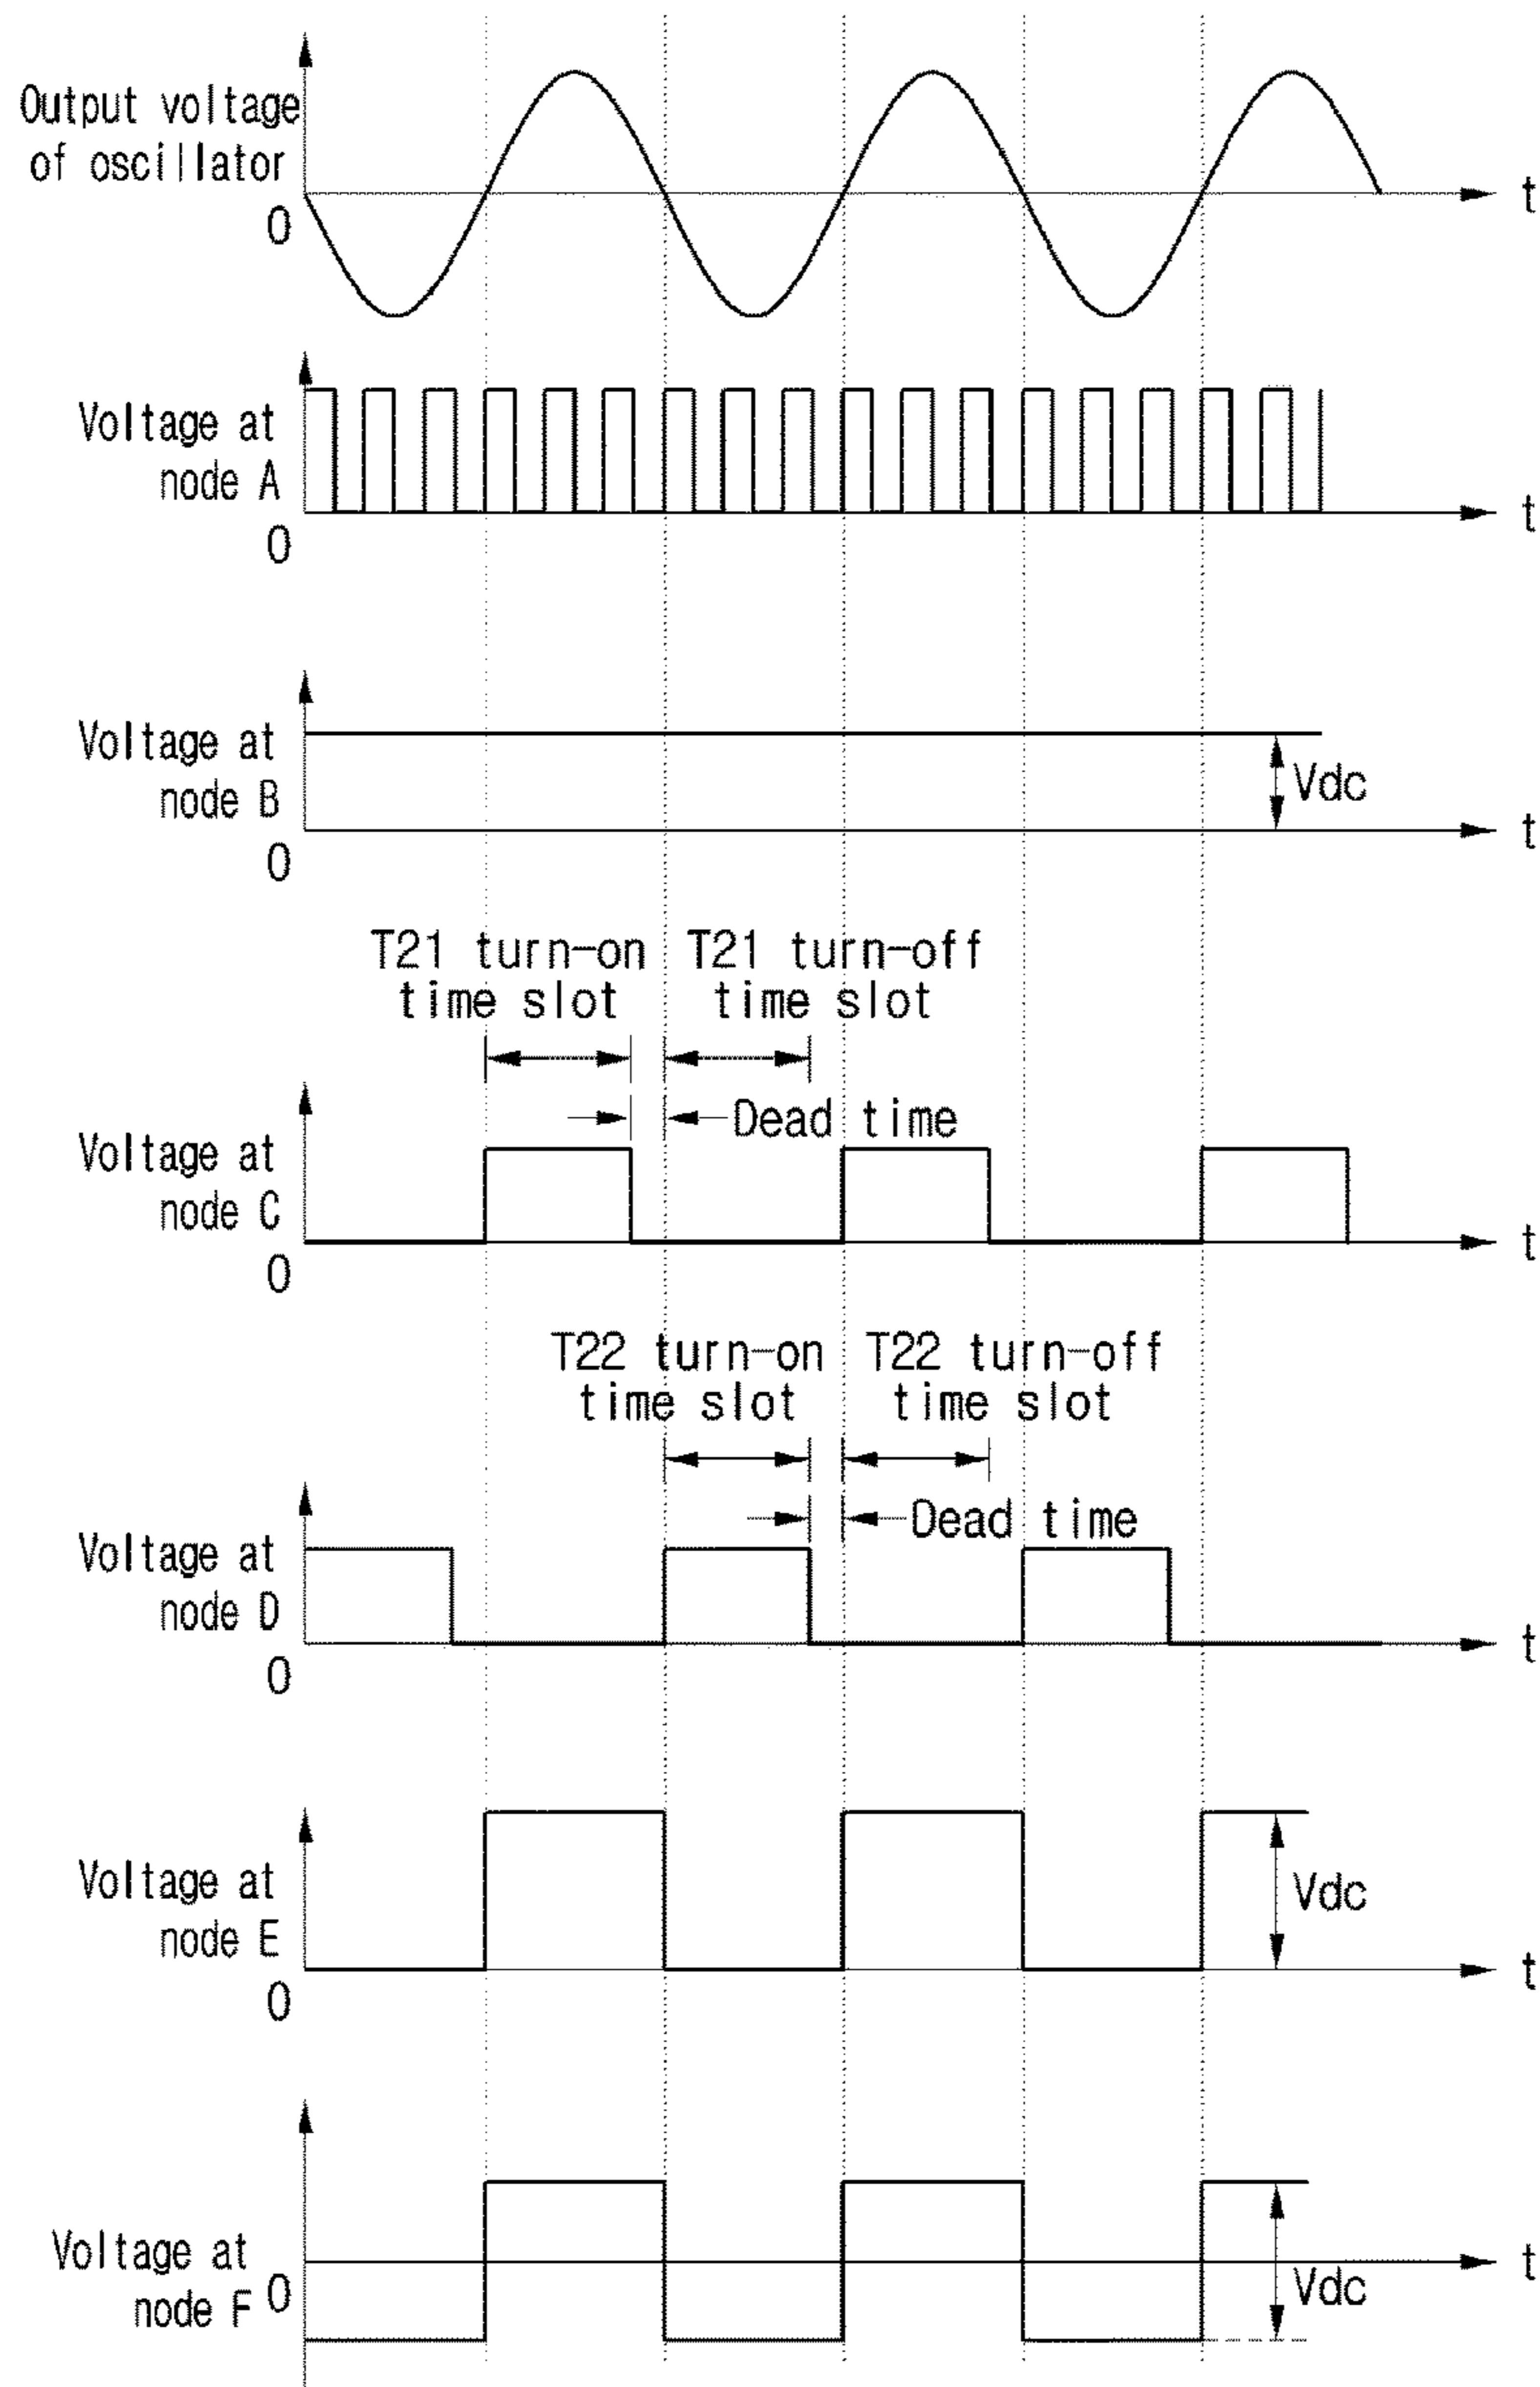 Output voltage
of oscillator
0
t
Voltage at
node A
0
t
Voltage at
node B
0
Vdc
t
T21 turn-on
time slot
T21 turn-off
time slot
Dead time
Voltage at
node C
0
t
T22 turn-on
time slot
T22 turn-off
time slot
Dead time
Voltage at
node D
0
t
Voltage at
node E
0
Vdc
t
Voltage at
node F
0
t
Vdc